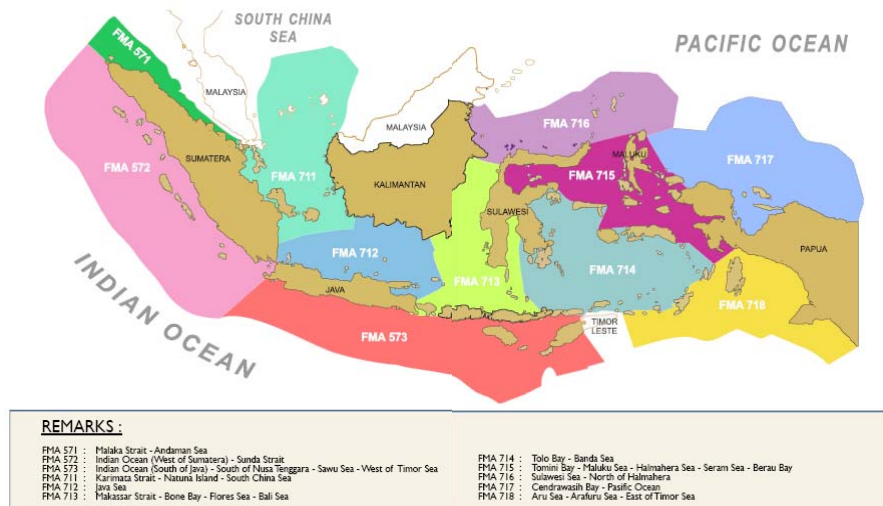 SOUTH CHINA
SEA
PACIFIC OCEAN
FMA 571
MALAYSIA
MALAYSIA
FMA 716
FMA 572
SUMATERA
FMA 711
KALIMANTAN
SULAWESI
FMA 715
MALUKU
FMA 717
FMA 712
FMA 713
FMA 714
PAPUA
JAVA
FMA 718
INDIAN OCEAN
FMA 573
TIMOR
LESTE
REMARKS :
FMA 571 : Malaka Strait - Andaman Sea
FMA 572 : Indian Ocean (West of Sumatera) - Sunda Strait
FMA 573 : Indian Ocean (South of Java) - South of Nusa Tenggara - Sawu Sea - West of Timor Sea
FMA 711 : Karimata Strait - Natuna Island - South China Sea
FMA 712 : Java Sea
FMA 713 : Makassar Strait - Bone Bay - Flores Sea - Bali Sea
FMA 714 : Tolo Bay - Banda Sea
FMA 715 : Tomini Bay - Maluku Sea - Halmahera Sea - Seram Sea - Berau Bay
FMA 716 : Sulawesi Sea - North of Halmahera
FMA 717 : Cendrawasih Bay - Pacific Ocean
FMA 718 : Aru Sea - Arafuru Sea - East of Timor Sea